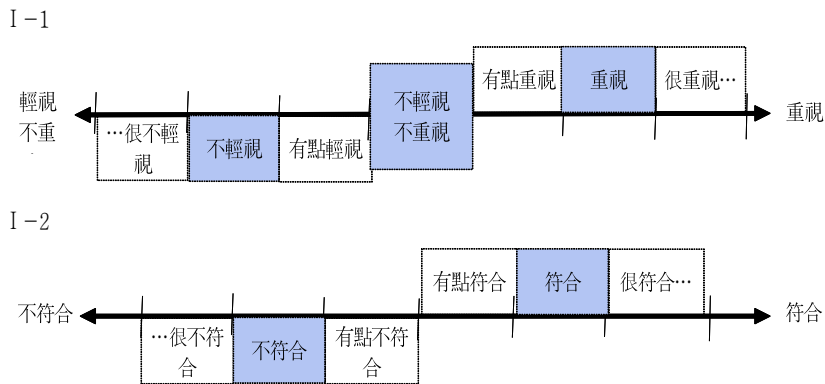 I-1
有點重視
重視
很重視…
不輕視
不重視
輕視
不重
重視
…很不輕
視
不輕視
有點輕視
I-2
有點符合
符合
很符合…
不符合
符合
…很不符
合
不符合
有點不符
合